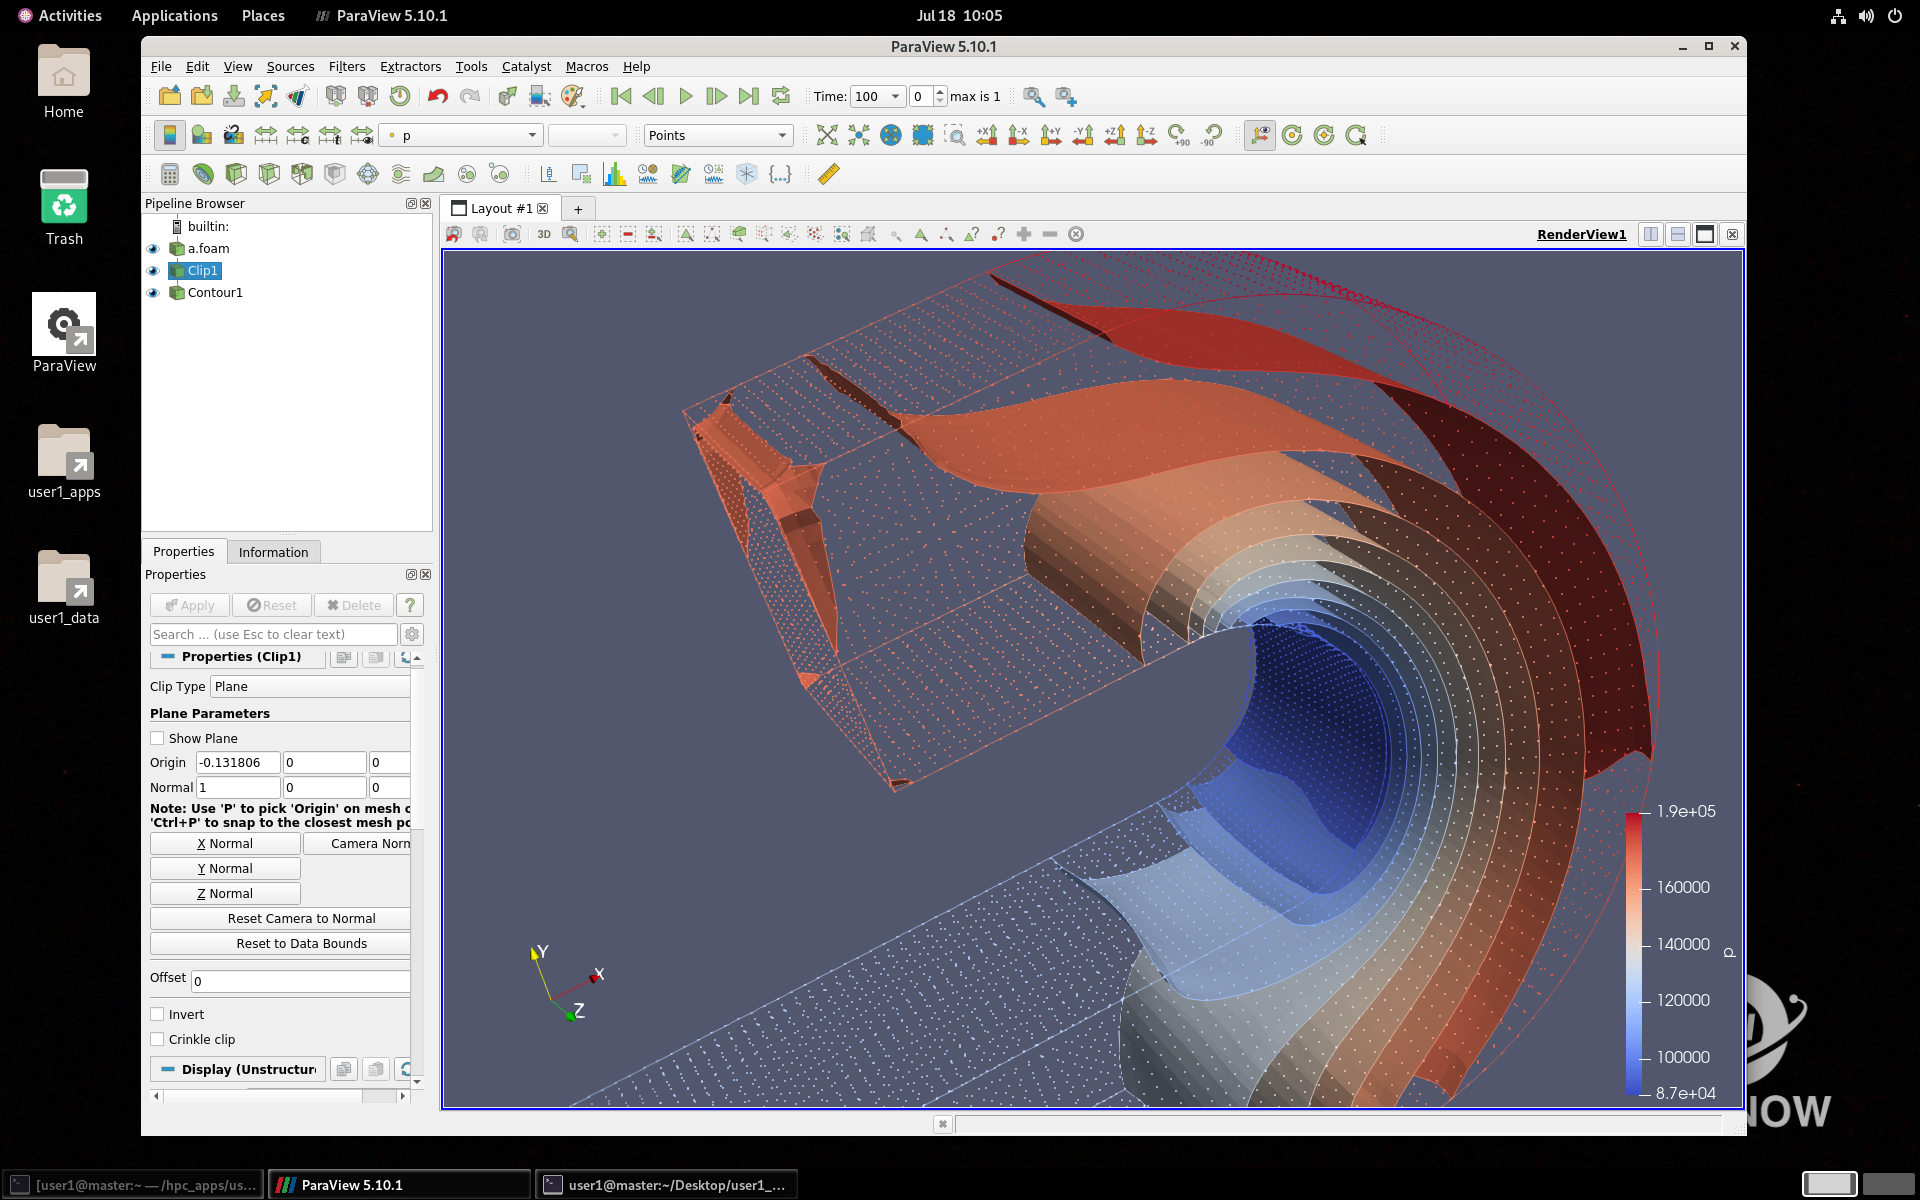 Activities
Applications
Places
ParaView 5.10.1
Jul 18 10:05
Home
Trash
ParaView
user1_apps
user1_data
ParaView 5.10.1
File Edit View Sources Filters Extractors Tools Catalyst Macros Help
Time: 100 0 max is 1
p
Points
+X -X +Y -Y +Z -Z +90 -90
Pipeline Browser
builtin:
a.foam
Clip1
Contour1
Layout #1
+
3D
RenderView1
Properties Information
Properties
Apply Reset Delete ?
Search ... (use Esc to clear text)
Properties (Clip1)
Clip Type Plane
Plane Parameters
Show Plane
Origin -0.131806 0 0
Normal 1 0 0
Note: Use 'P' to pick 'Origin' on mesh
'Ctrl+P' to snap to the closest mesh
X Normal
Camera Norm
Y Normal
Z Normal
Reset Camera to Normal
Reset to Data Bounds
Offset 0
Invert
Crinkle clip
Display (Unstructure
Y
X
Z
1.9e+05
160000
140000
120000
100000
8.7e+04
p
NOW
[user1@master:~ — /hpc_apps/us...
ParaView 5.10.1
user1@master:~/Desktop/user1_...